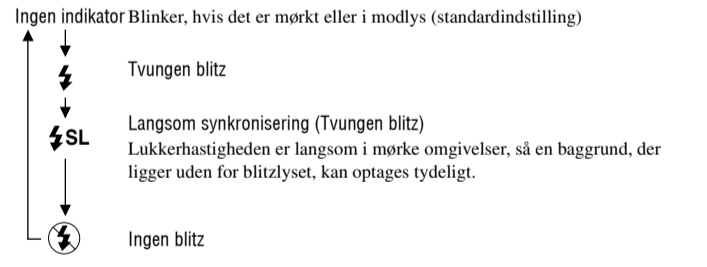 Ingen indikator Blinker, hvis det er mørkt eller i modlys (standardindstilling)
Tvungen blitz
SL Langsom synkronisering (Tvungen blitz)
Lukkerhastigheden er langsom i mørke omgivelser, så en baggrund, der
ligger uden for blitzlyset, kan optages tydeligt.
Ingen blitz